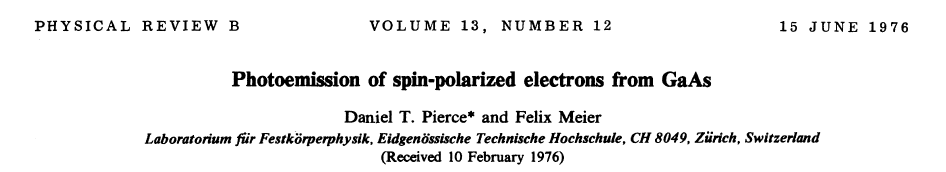 PHYSICAL REVIEW B VOLUME 13, NUMBER 12 15 JUNE 1976
Photoemission of spin-polarized electrons from GaAs
Daniel T. Pierce* and Felix Meier
Laboratorium für Festkörperphysik, Eidgenössische Technische Hochschule, CH 8049, Zürich, Switzerland
(Received 10 February 1976)